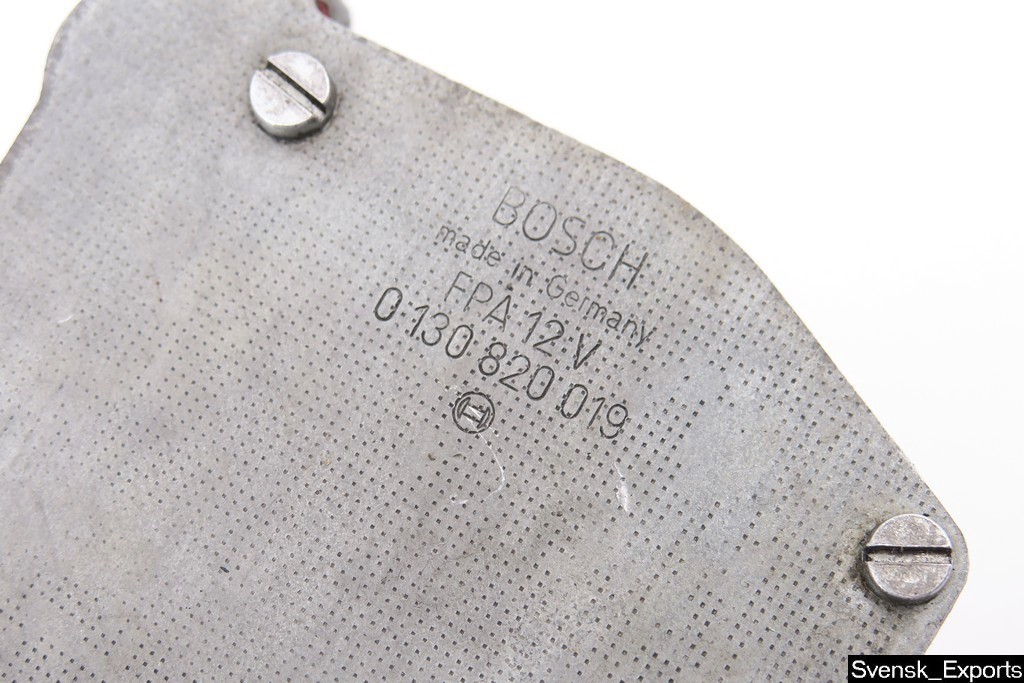 BOSCH
made in Germany
FPA 12 V
0 130 820 019
Svensk_Exports